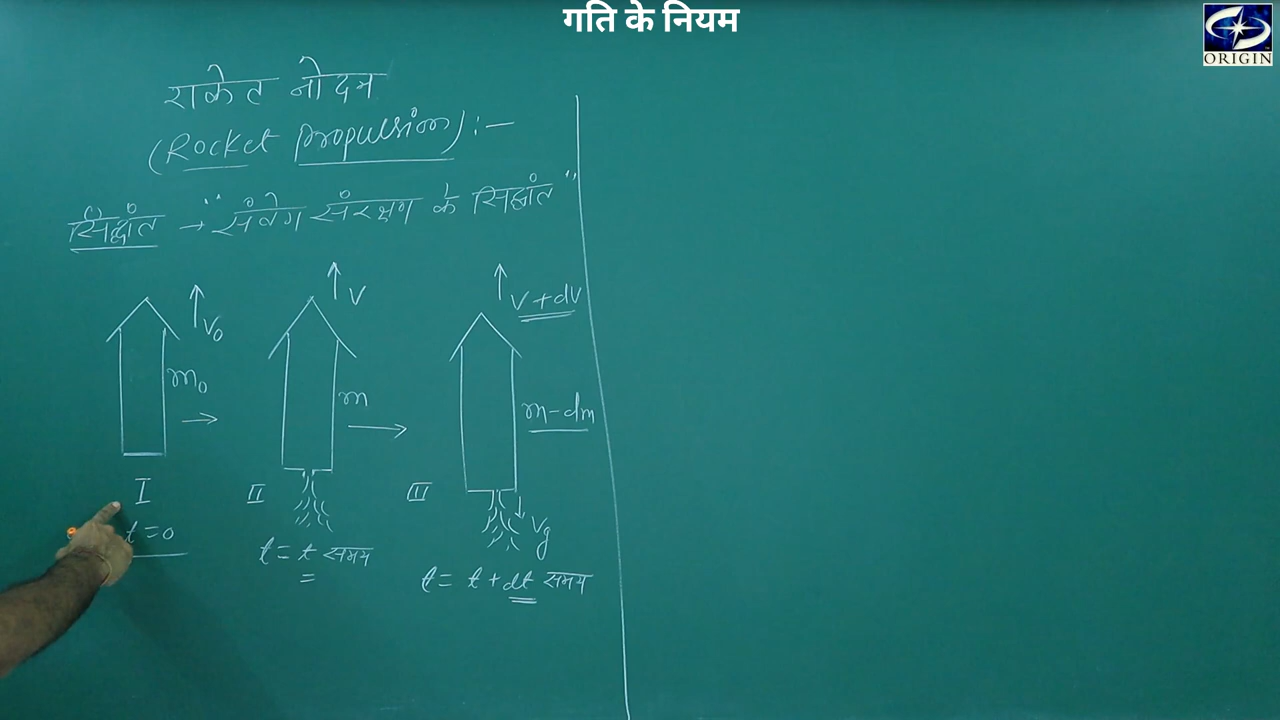 गति के नियम
ORIGIN
राकेट नोदन
(Rocket Propulsion) :-
सिद्धांत → "संवेग संरक्षण के सिद्धांत"
V₀
V
V + dV
m₀
m
m - dm
I
II
III
Vg
t = 0
t = t समय
t = t + dt समय